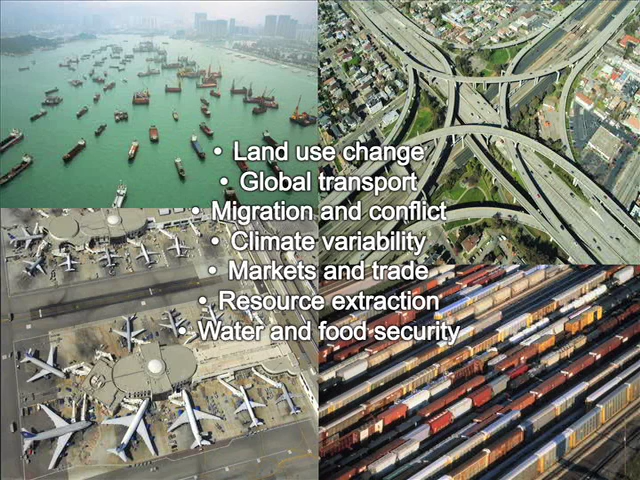 • Land use change
• Global transport
• Migration and conflict
• Climate variability
• Markets and trade
• Resource extraction
• Water and food security